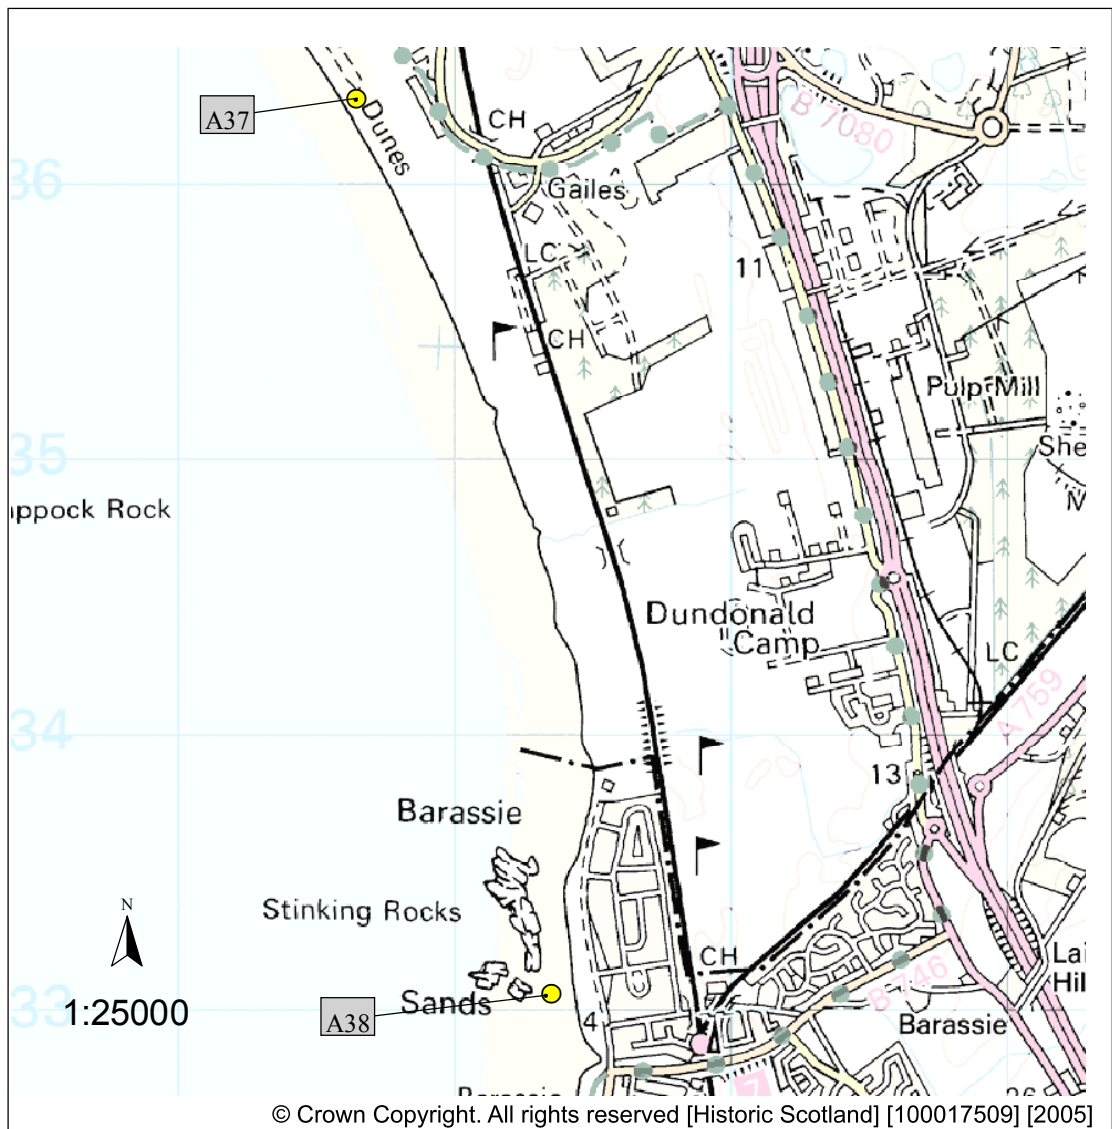 A37
Dunes
CH
B 7080
36
Gailes
LC
11
CH
Pulp Mill
35
She
ppock Rock
M
Dundonald
Camp
LC
A 759
34
13
Barassie
Stinking Rocks
N
CH
Lai
Hil
1:25000
33
Sands
B 746
A38
4
Barassie
7
26
© Crown Copyright. All rights reserved [Historic Scotland] [100017509] [2005]